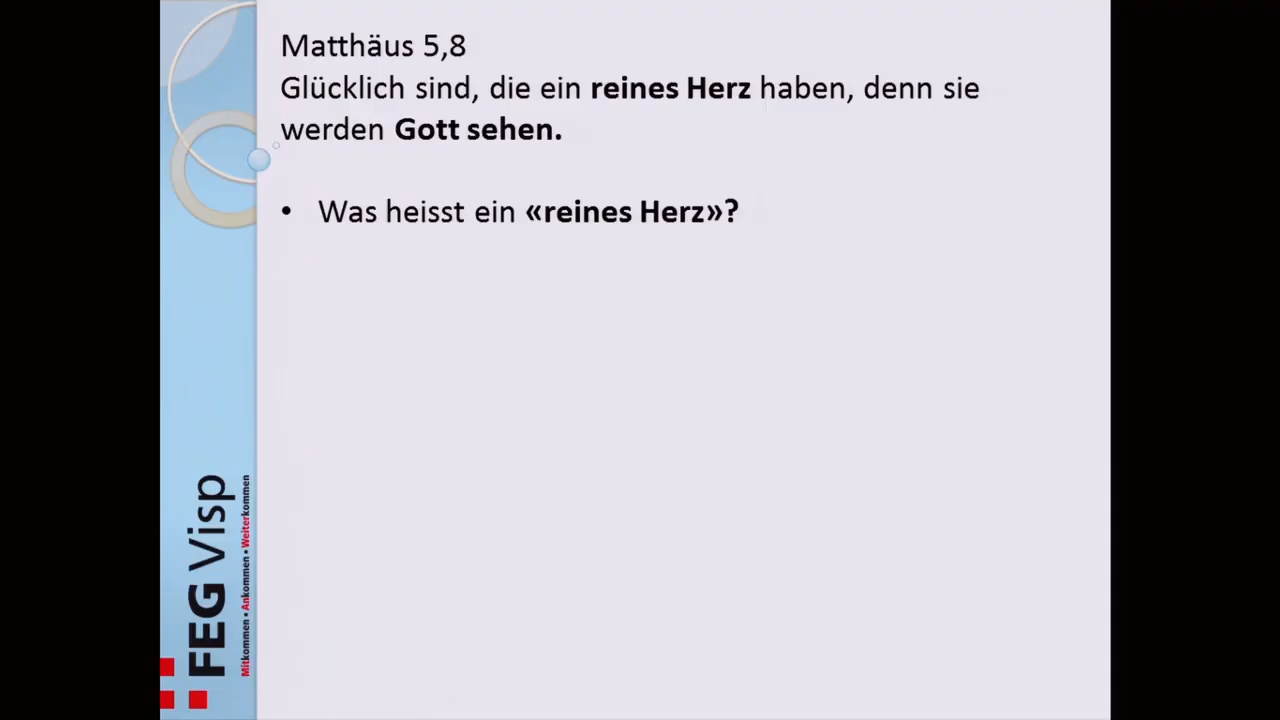 Matthäus 5,8
Glücklich sind, die ein reines Herz haben, denn sie
werden Gott sehen.
• Was heisst ein «reines Herz»?
FEG Visp
Mitkommen • Ankommen • Weiterkommen